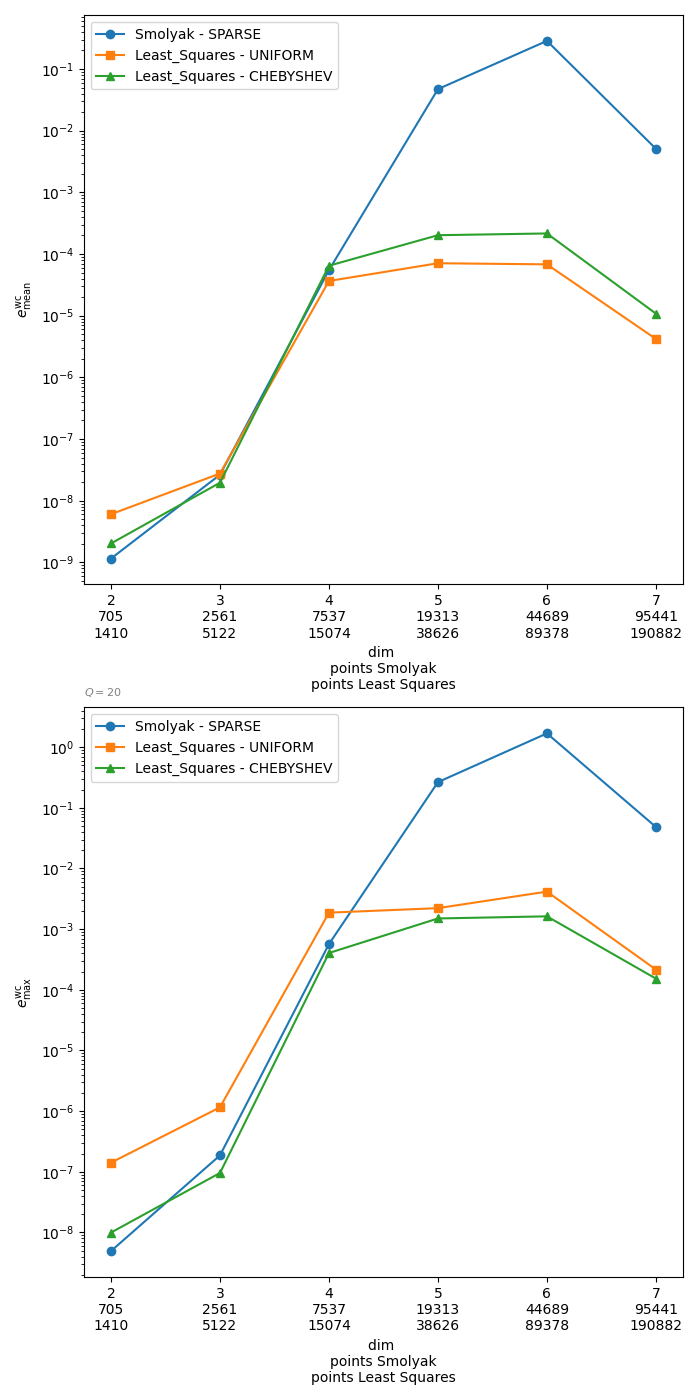 Smolyak - SPARSE
Least_Squares - UNIFORM
Least_Squares - CHEBYSHEV
10⁻¹
10⁻²
10⁻³
10⁻⁴
10⁻⁵
10⁻⁶
10⁻⁷
10⁻⁸
10⁻⁹
e^wc_mean
2 3 4 5 6 7
705 2561 7537 19313 44689 95441
1410 5122 15074 38626 89378 190882
dim
points Smolyak
points Least Squares
Q = 20
Smolyak - SPARSE
Least_Squares - UNIFORM
Least_Squares - CHEBYSHEV
10⁰
10⁻¹
10⁻²
10⁻³
10⁻⁴
10⁻⁵
10⁻⁶
10⁻⁷
10⁻⁸
e^wc_max
2 3 4 5 6 7
705 2561 7537 19313 44689 95441
1410 5122 15074 38626 89378 190882
dim
points Smolyak
points Least Squares